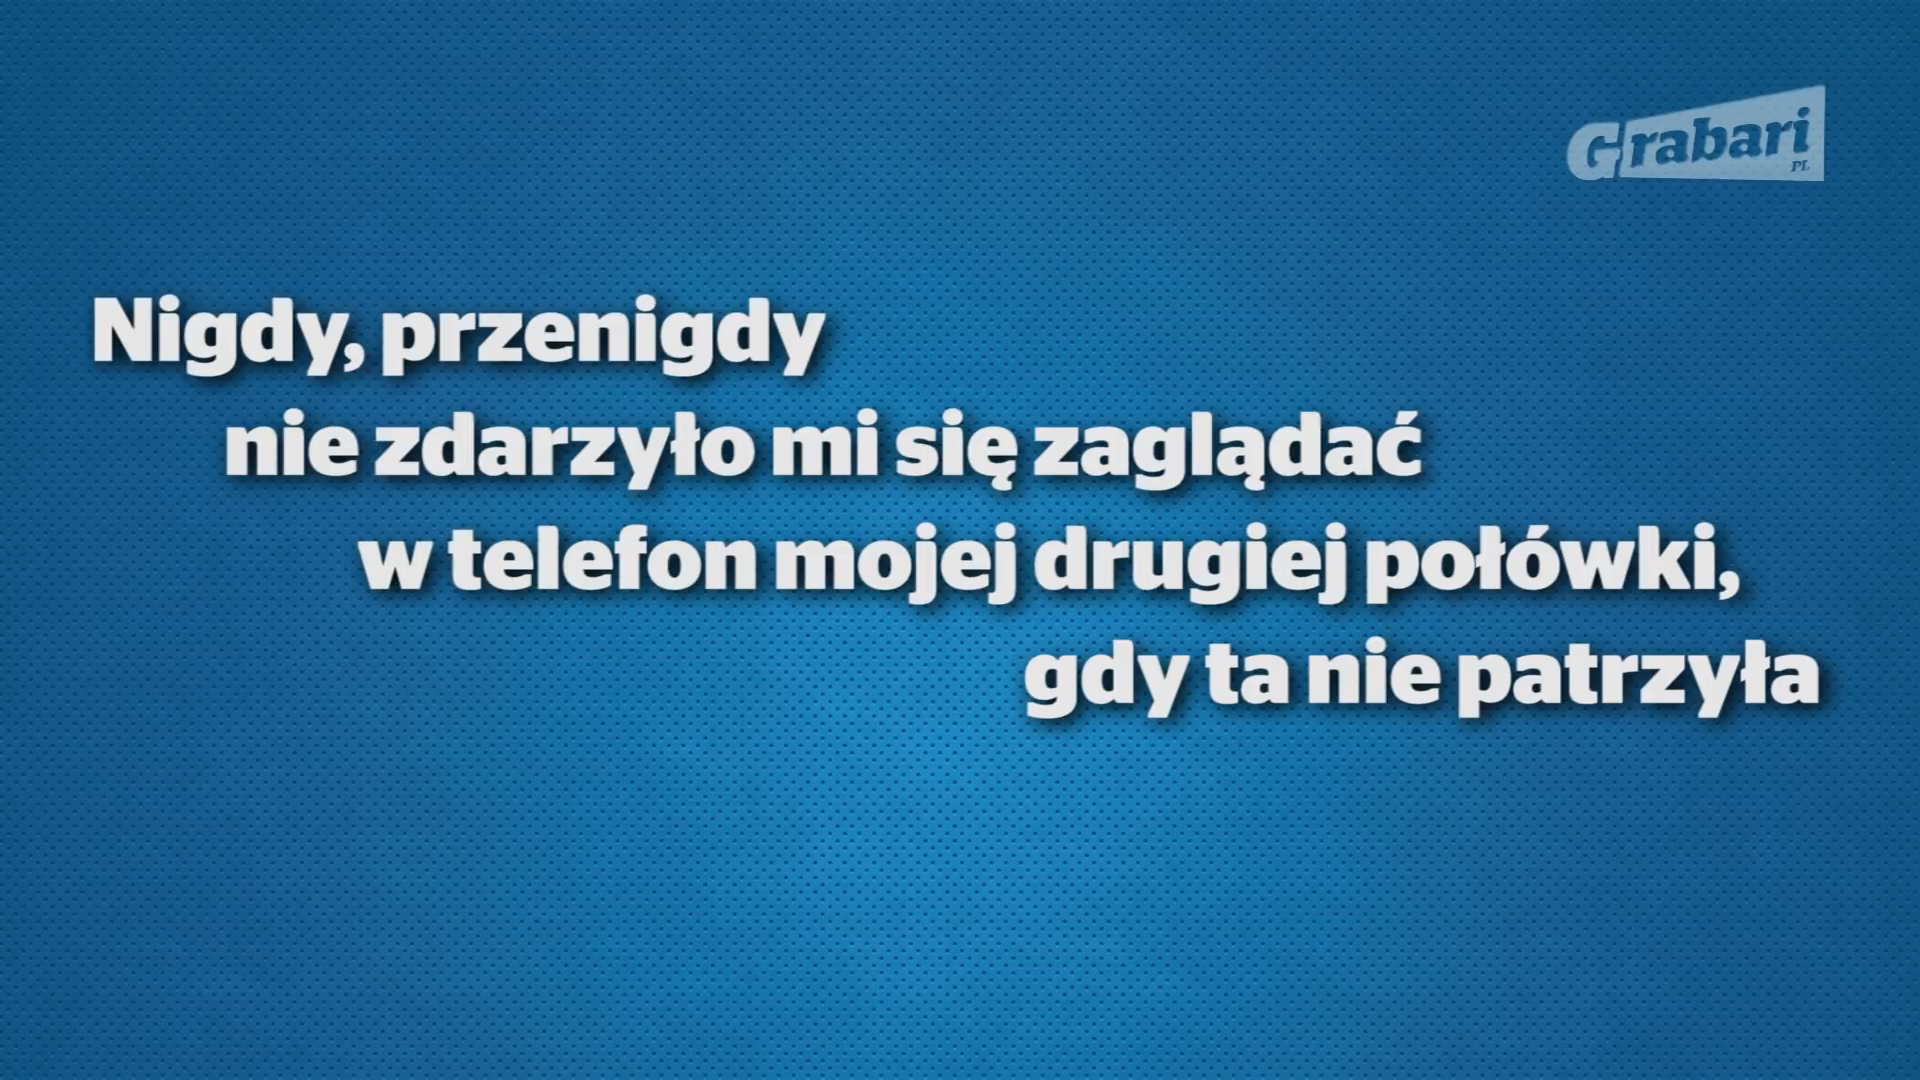 Grabari
PL
Nigdy, przenigdy
nie zdarzyło mi się zaglądać
w telefon mojej drugiej połówki,
gdy ta nie patrzyła